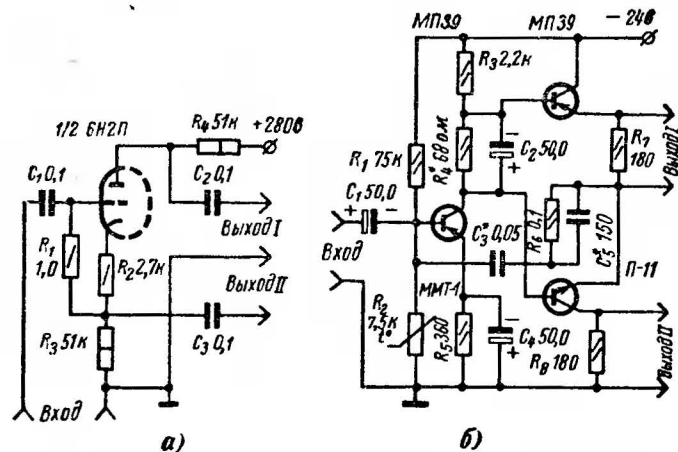 1/2 6Н2П
R4 51к
+280в
C1 0,1
C2 0,1
Выход I
R1 1,0
R2 2,7к
Выход II
R3 51к
C3 0,1
Вход
а)
МП39
МП39
– 24в
R3 2,2к
R1 75к
R4* 68 ом
C2 50,0
R7 180
C1 50,0
Выход I
Вход
C3* 0,05
R6 0,1
C5* 150
П-11
ММТ-1
R2 7,5к
t°
R5 360
C4 50,0
R8 180
Выход II
б)